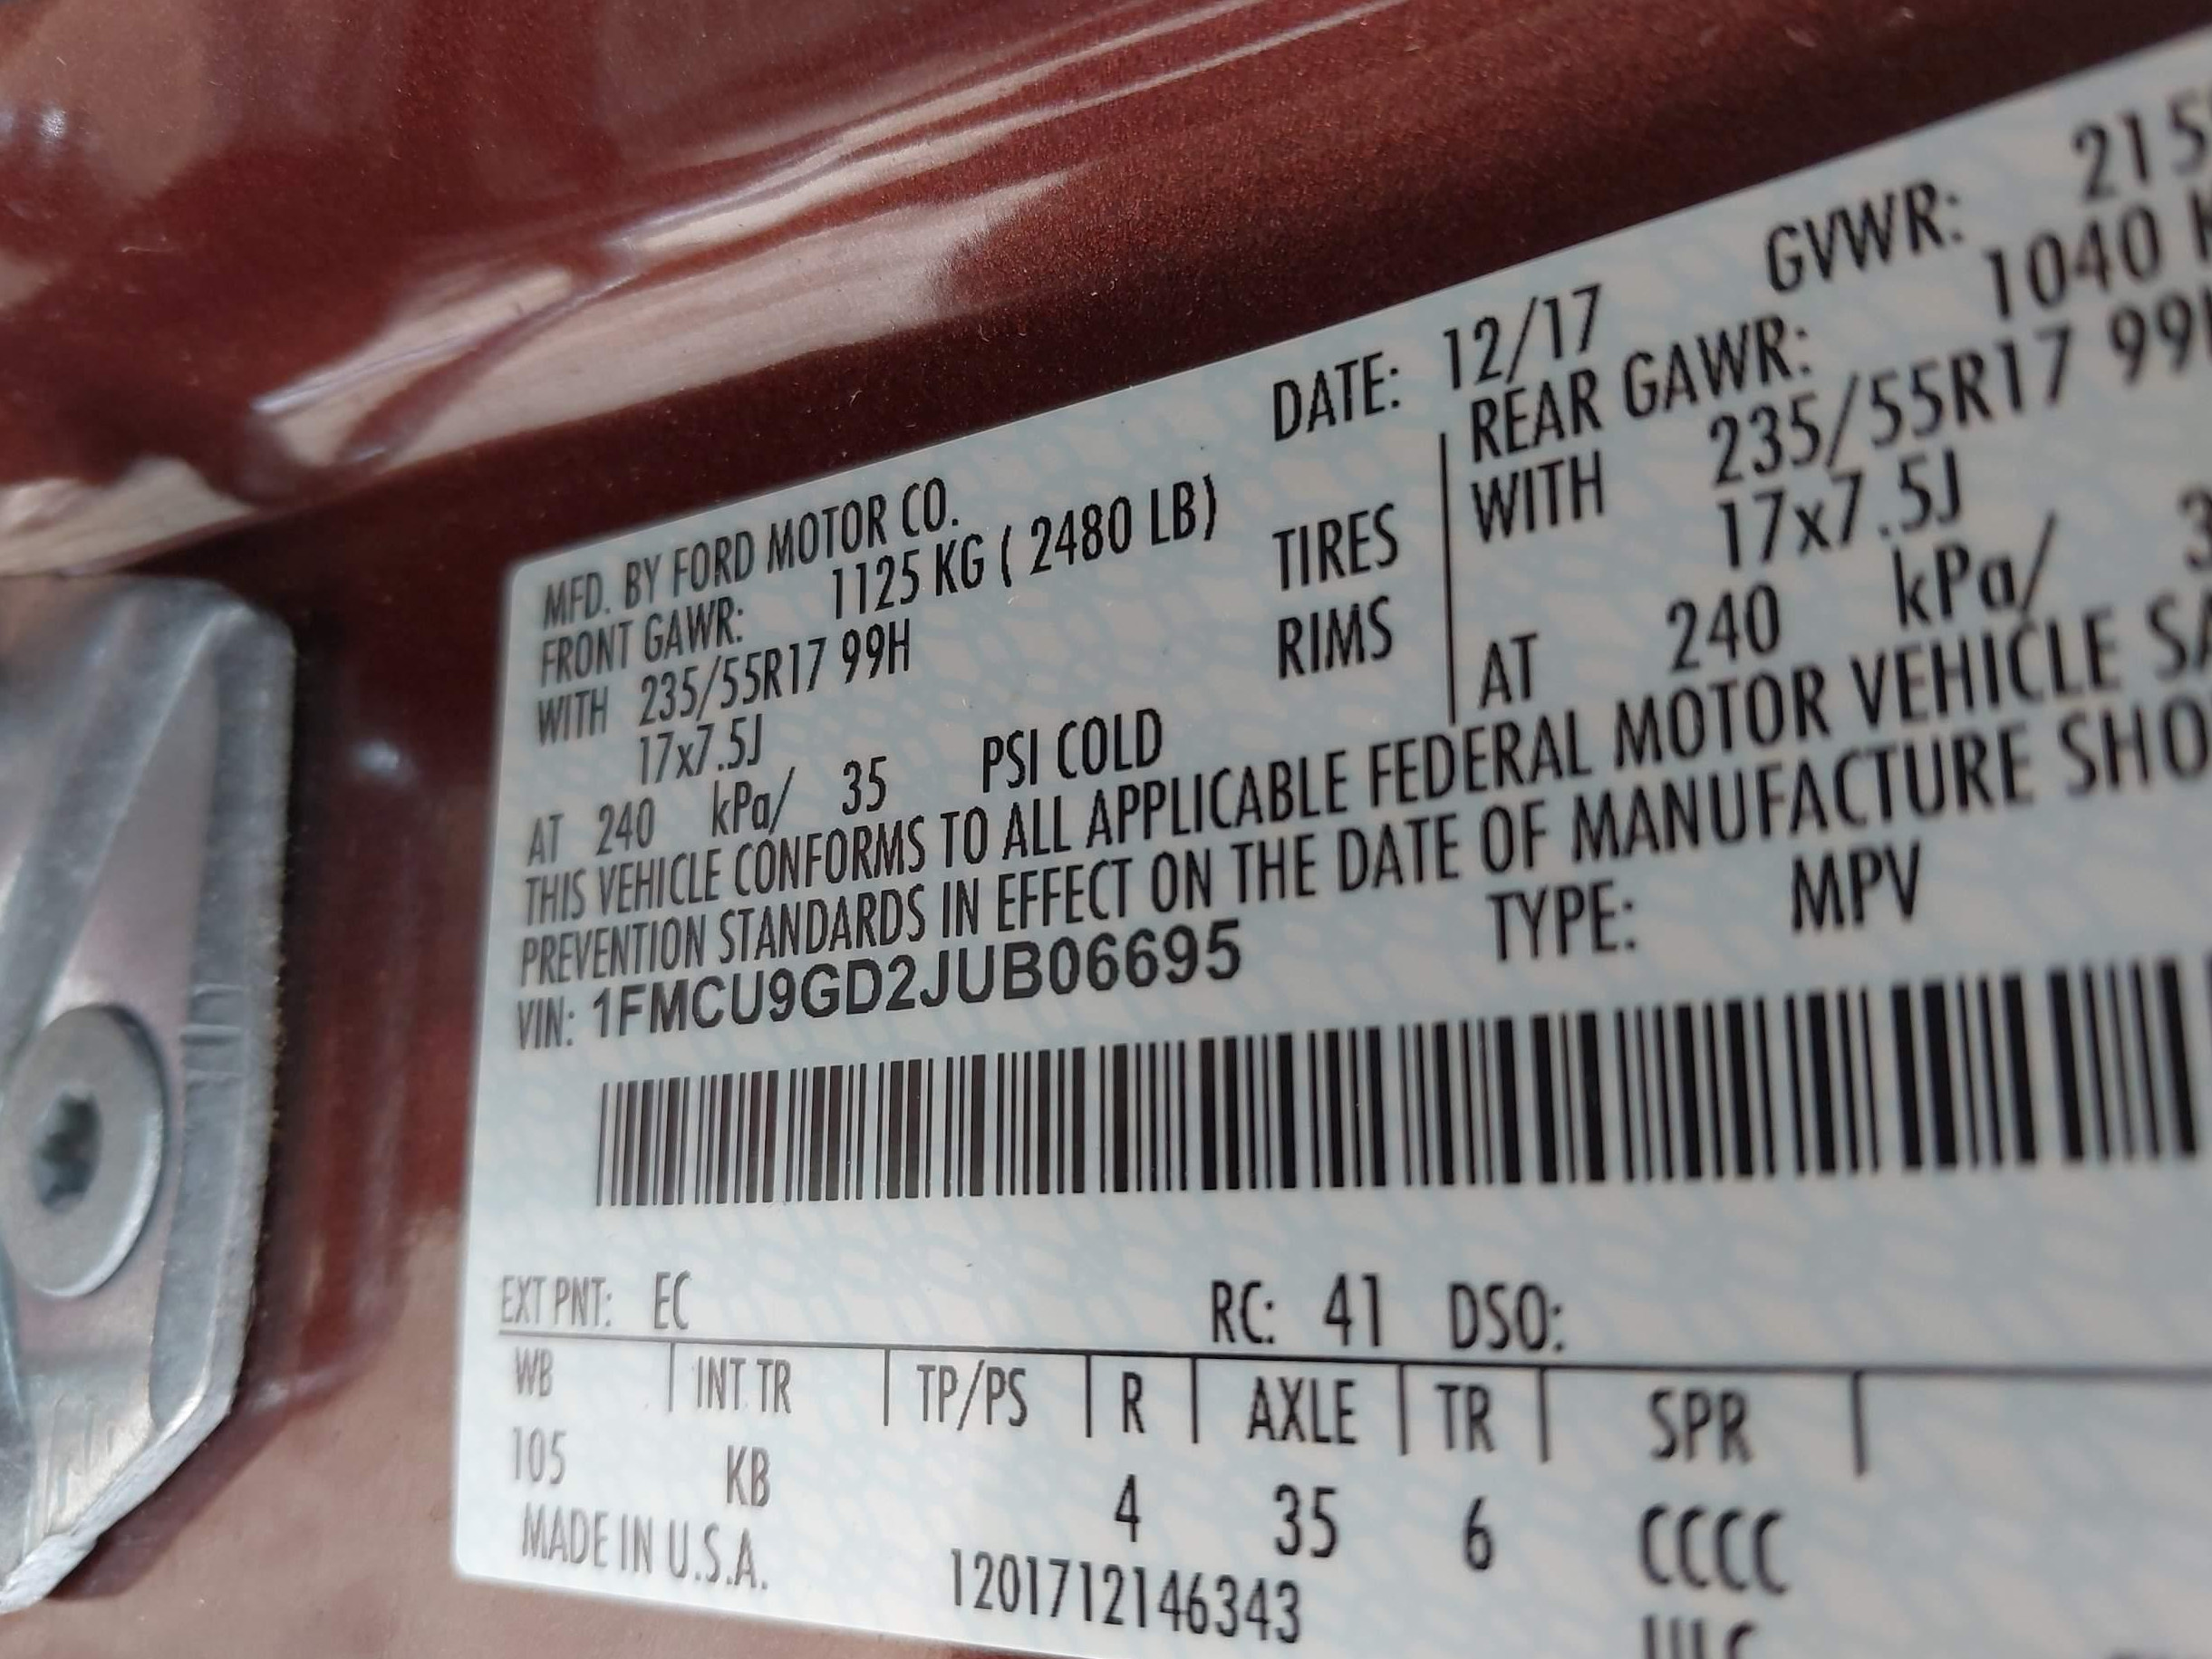 MFD. BY FORD MOTOR CO.
DATE: 12/17
GVWR:
FRONT GAWR: 1125 KG ( 2480 LB)
REAR GAWR: 1040
WITH 235/55R17 99H TIRES
WITH 235/55R17
17x7.5J RIMS
17x7.5J
AT 240 kPa/ 35 PSI COLD
AT 240 kPa/
THIS VEHICLE CONFORMS TO ALL APPLICABLE FEDERAL MOTOR VEHICLE
PREVENTION STANDARDS IN EFFECT ON THE DATE OF MANUFACTURE
VIN: 1FMCU9GD2JUB06695
TYPE: MPV
EXT PNT: EC RC: 41 DSO:
WB | INT TR | TP/PS | R | AXLE | TR | SPR |
105 KB 4 35 6 CCCC
MADE IN U.S.A. 1201712146343